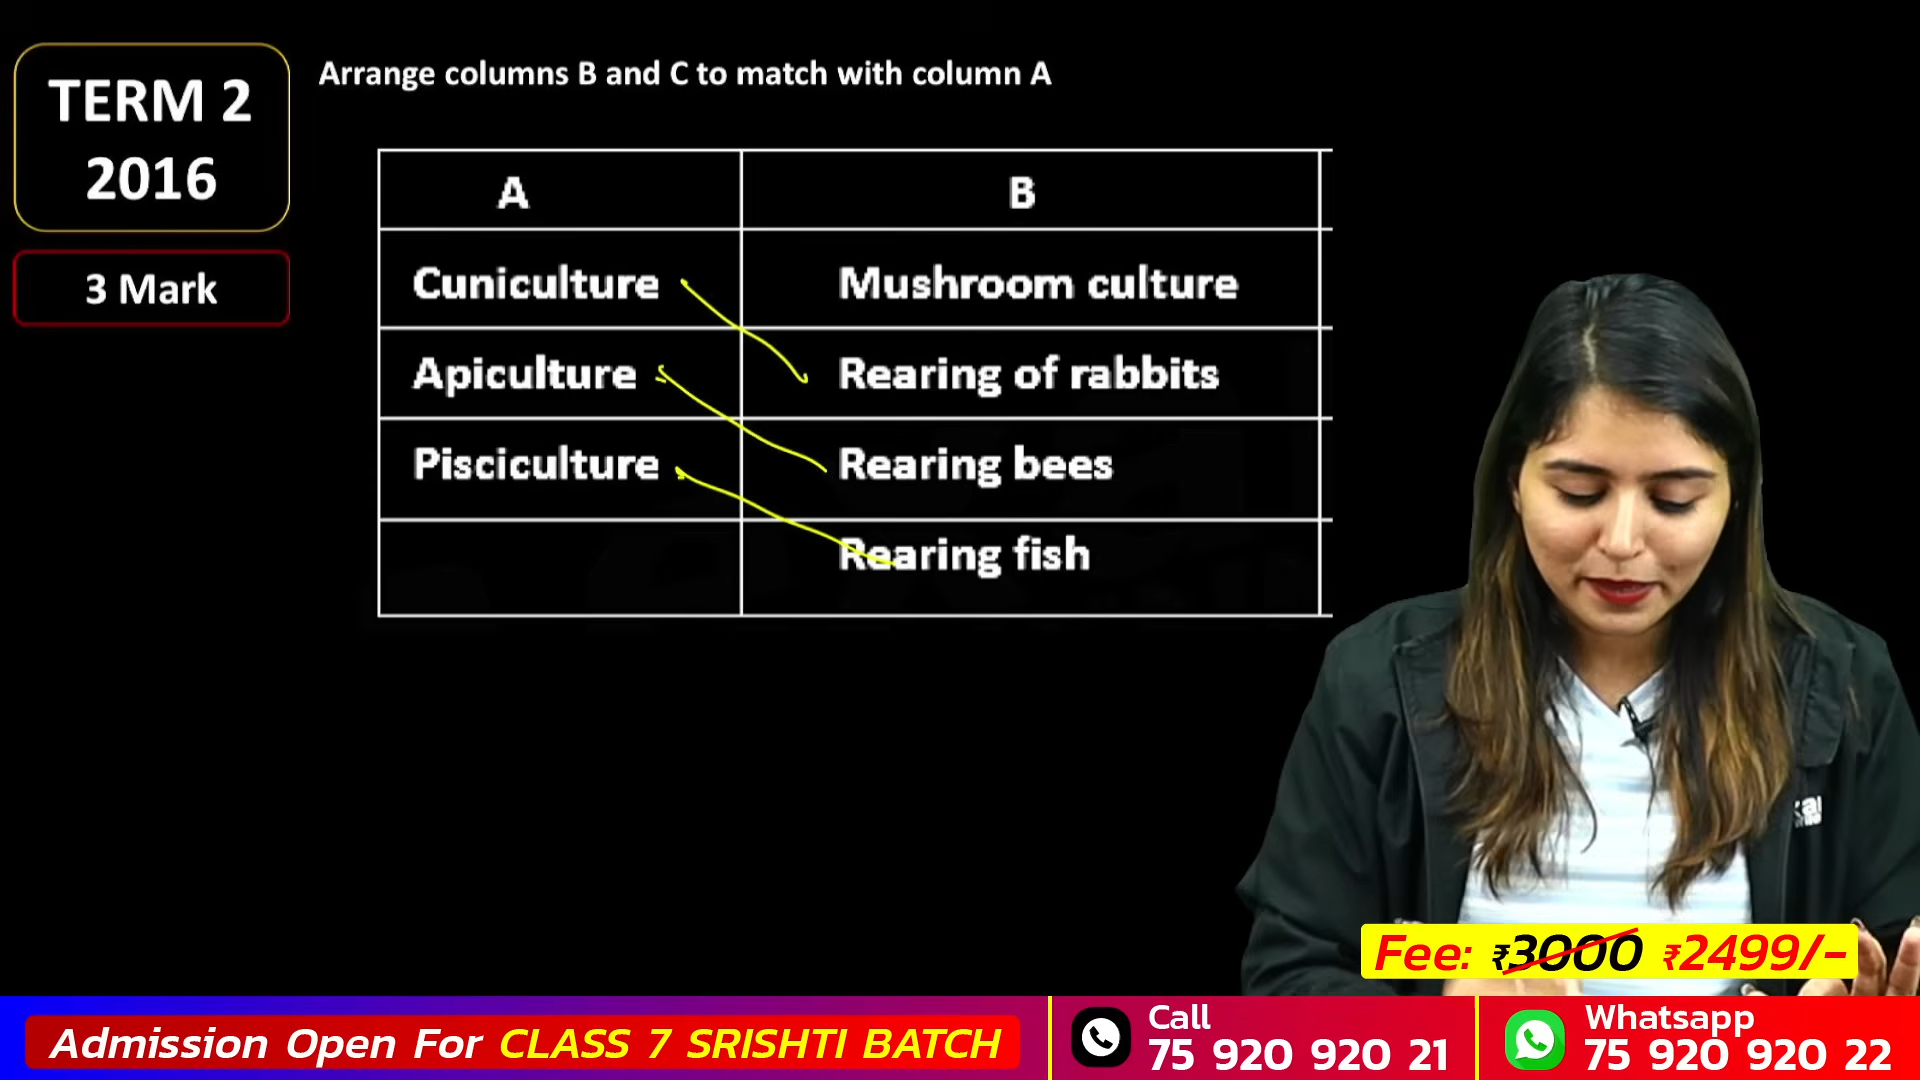 TERM 2
2016
3 Mark
Arrange columns B and C to match with column A
A B
Cuniculture Mushroom culture
Apiculture Rearing of rabbits
Pisciculture Rearing bees
Rearing fish
Fee: ₹3000 ₹2499/-
Admission Open For CLASS 7 SRISHTI BATCH
Call
75 920 920 21
Whatsapp
75 920 920 22